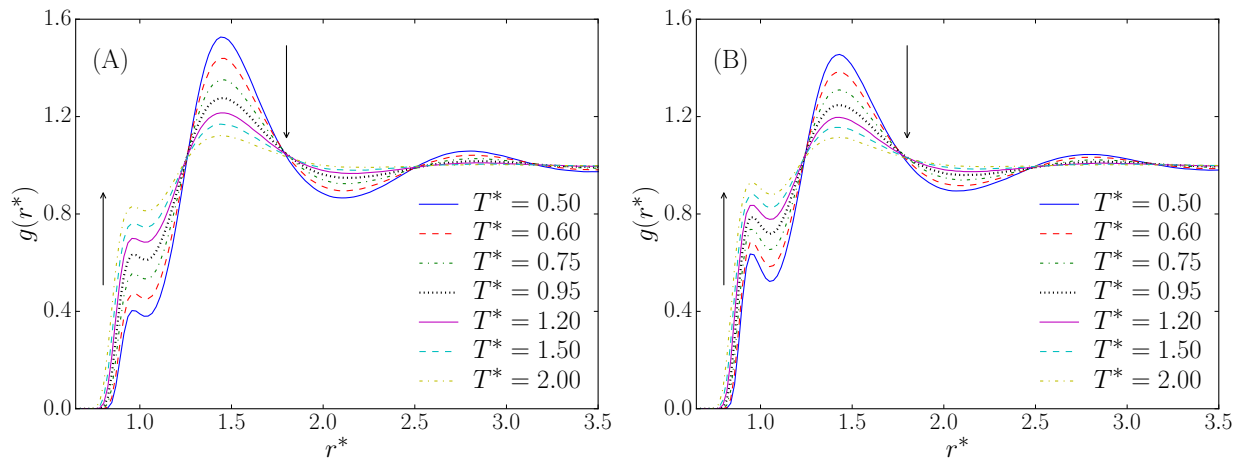 (A)
1.6
1.2
0.8
0.4
0.0
g(r*)
1.0 1.5 2.0 2.5 3.0 3.5
r*
T* = 0.50
T* = 0.60
T* = 0.75
T* = 0.95
T* = 1.20
T* = 1.50
T* = 2.00
(B)
1.6
1.2
0.8
0.4
0.0
g(r*)
1.0 1.5 2.0 2.5 3.0 3.5
r*
T* = 0.50
T* = 0.60
T* = 0.75
T* = 0.95
T* = 1.20
T* = 1.50
T* = 2.00